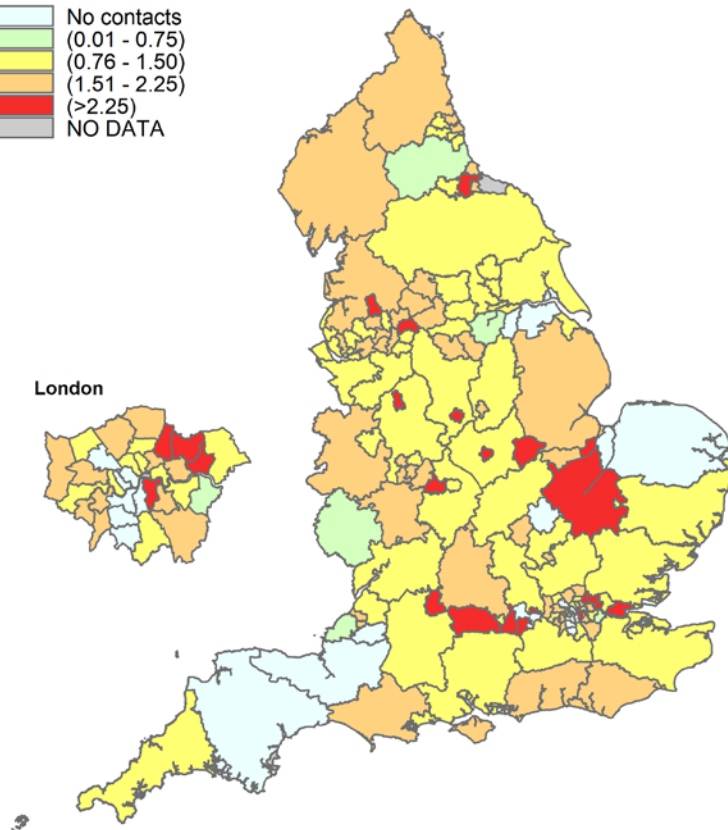 No contacts
(0.01 - 0.75)
(0.76 - 1.50)
(1.51 - 2.25)
(>2.25)
NO DATA
London